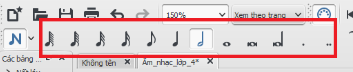 150% Xem theo trang
Các bảng ...
Không tên Âm_nhac_lớp_4*